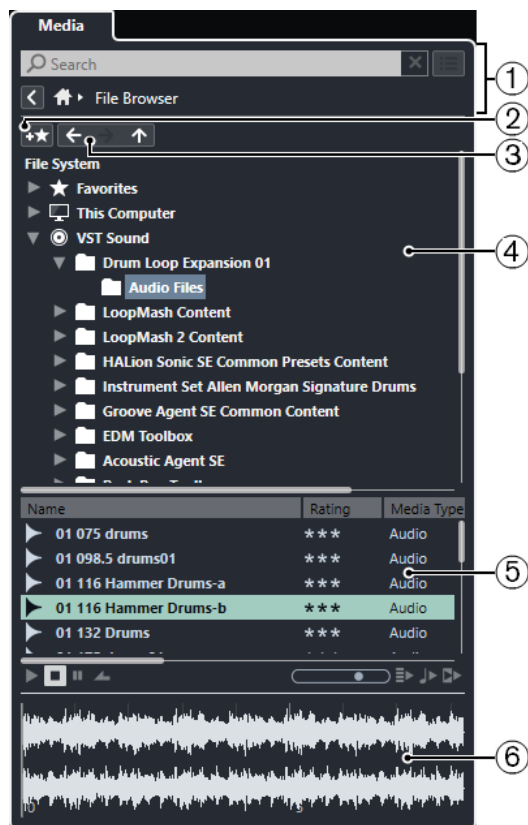 Media
Search
File Browser
1
2
3
File System
Favorites
This Computer
VST Sound
4
Drum Loop Expansion 01
Audio Files
LoopMash Content
LoopMash 2 Content
HALion Sonic SE Common Presets Content
Instrument Set Allen Morgan Signature Drums
Groove Agent SE Common Content
EDM Toolbox
Acoustic Agent SE
Name Rating Media Type
01 075 drums *** Audio
01 098.5 drums01 *** Audio
01 116 Hammer Drums-a *** Audio
5
01 116 Hammer Drums-b *** Audio
01 132 Drums *** Audio
6
0